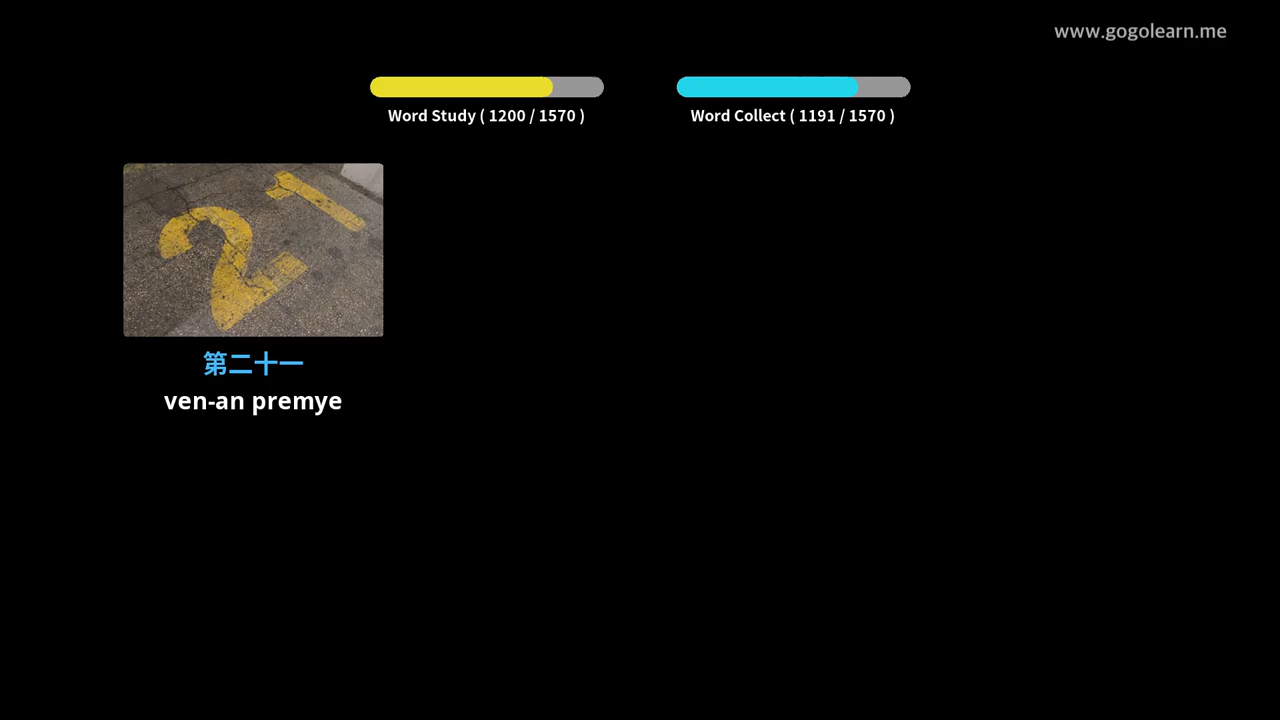 www.gogolearn.me
Word Study ( 1200 / 1570 )
Word Collect ( 1191 / 1570 )
21
第二十一
ven-an premye